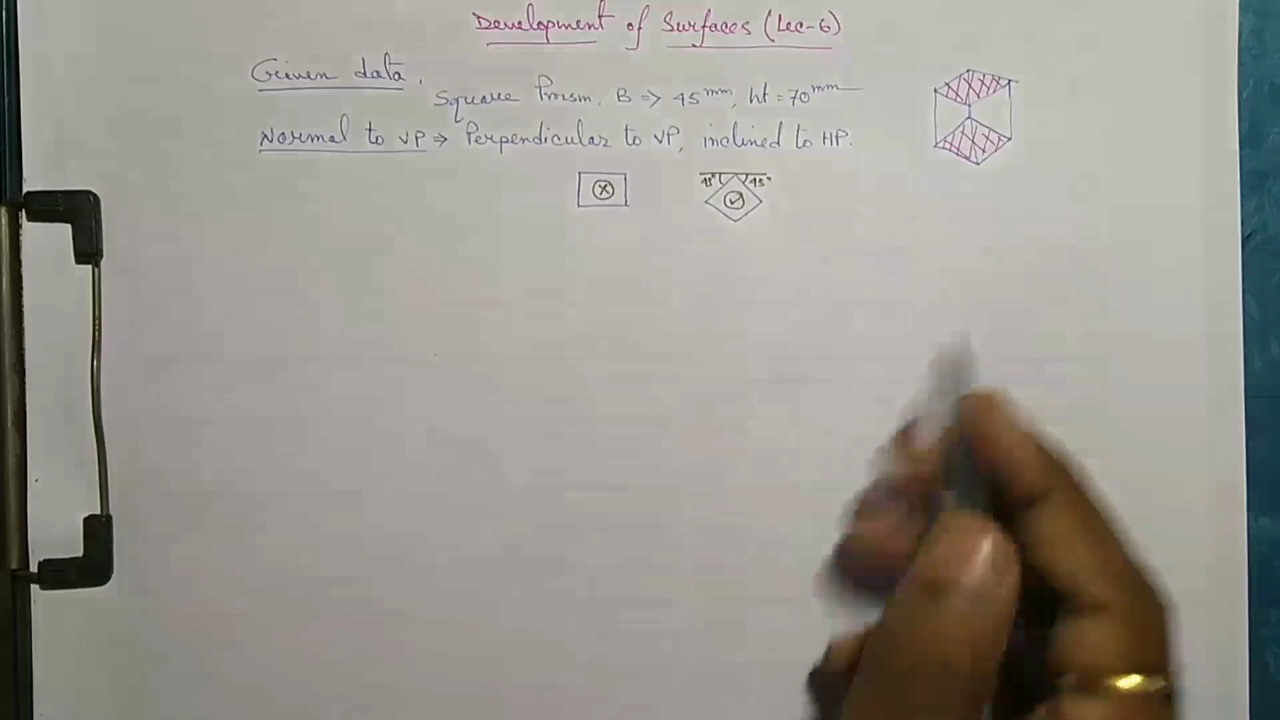 Development of Surfaces (Lec-6)
Given data,
Square Prism, B => 45mm, ht = 70mm
Normal to VP ⇒ Perpendicular to VP, inclined to HP.
45° 45°